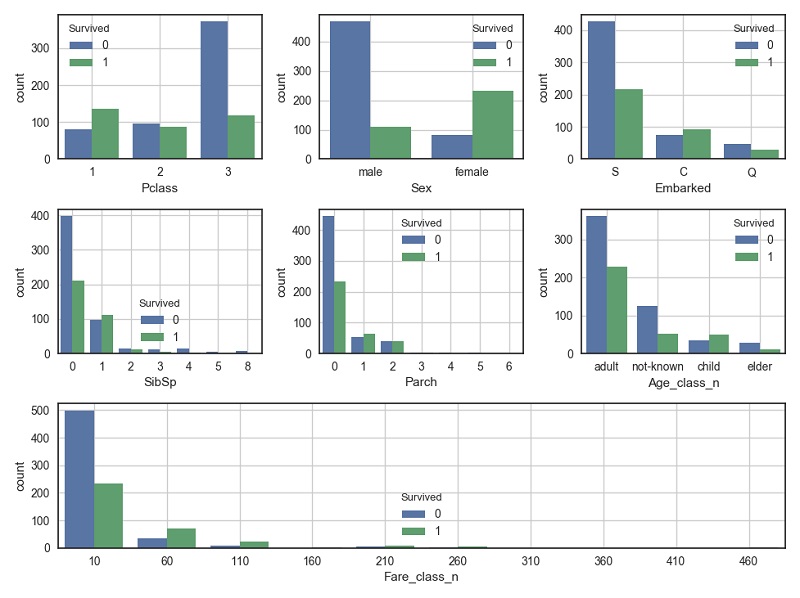 Survived
0
1
300
200
100
0
count
1 2 3
Pclass
Survived
0
1
400
300
200
100
0
count
male female
Sex
Survived
0
1
400
300
200
100
0
count
S C Q
Embarked
400
300
200
100
0
count
Survived
0
1
0 1 2 3 4 5 8
SibSp
Survived
0
1
400
300
200
100
0
count
0 1 2 3 4 5 6
Parch
Survived
0
1
300
200
100
0
count
adult not-known child elder
Age_class_n
500
400
300
200
100
0
count
Survived
0
1
10 60 110 160 210 260 310 360 410 460
Fare_class_n